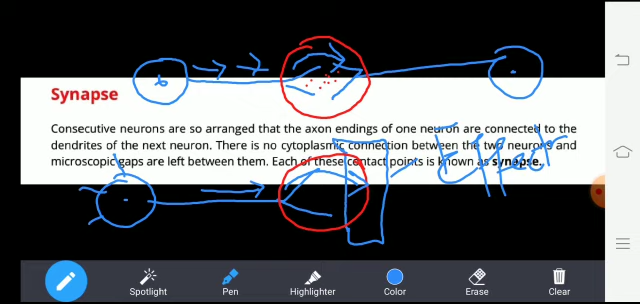 Synapse
Consecutive neurons are so arranged that the axon endings of one neuron are connected to the
dendrites of the next neuron. There is no cytoplasmic connection between the two neurons and
microscopic gaps are left between them. Each of these contact points is known as synapse.
Effect
Spotlight Pen Highlighter Color Erase Clear